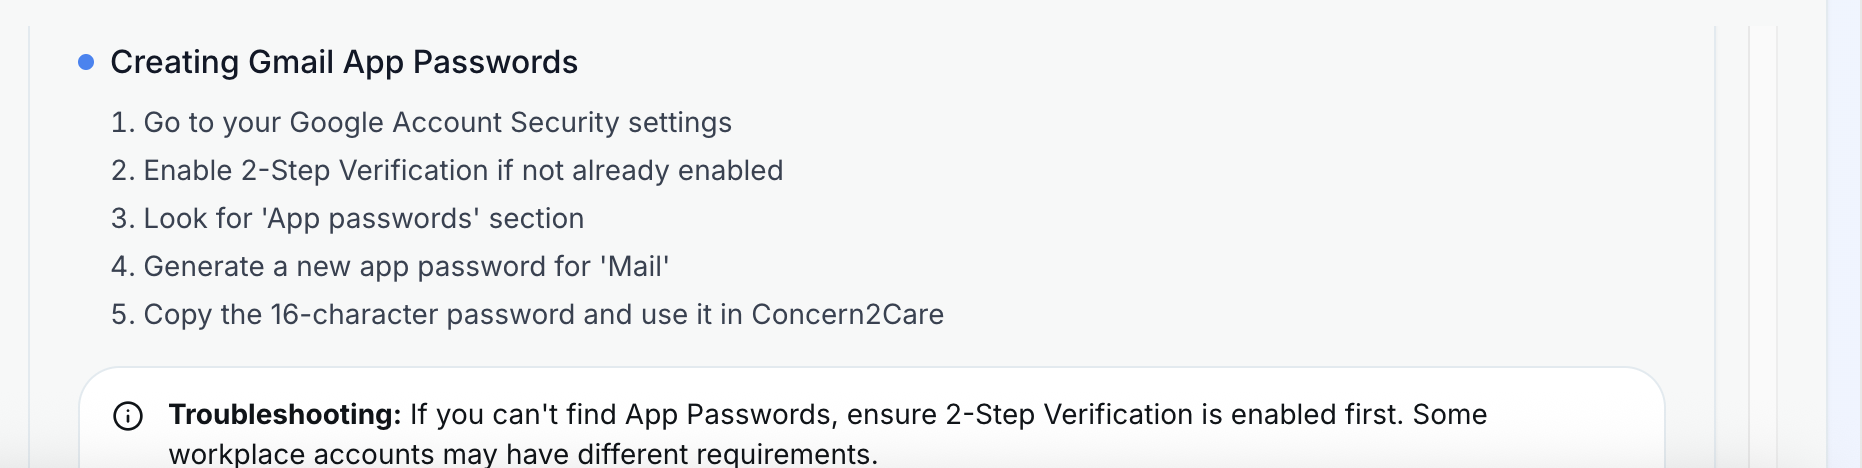 Creating Gmail App Passwords
1. Go to your Google Account Security settings
2. Enable 2-Step Verification if not already enabled
3. Look for 'App passwords' section
4. Generate a new app password for 'Mail'
5. Copy the 16-character password and use it in Concern2Care
Troubleshooting: If you can't find App Passwords, ensure 2-Step Verification is enabled first. Some
workplace accounts may have different requirements.